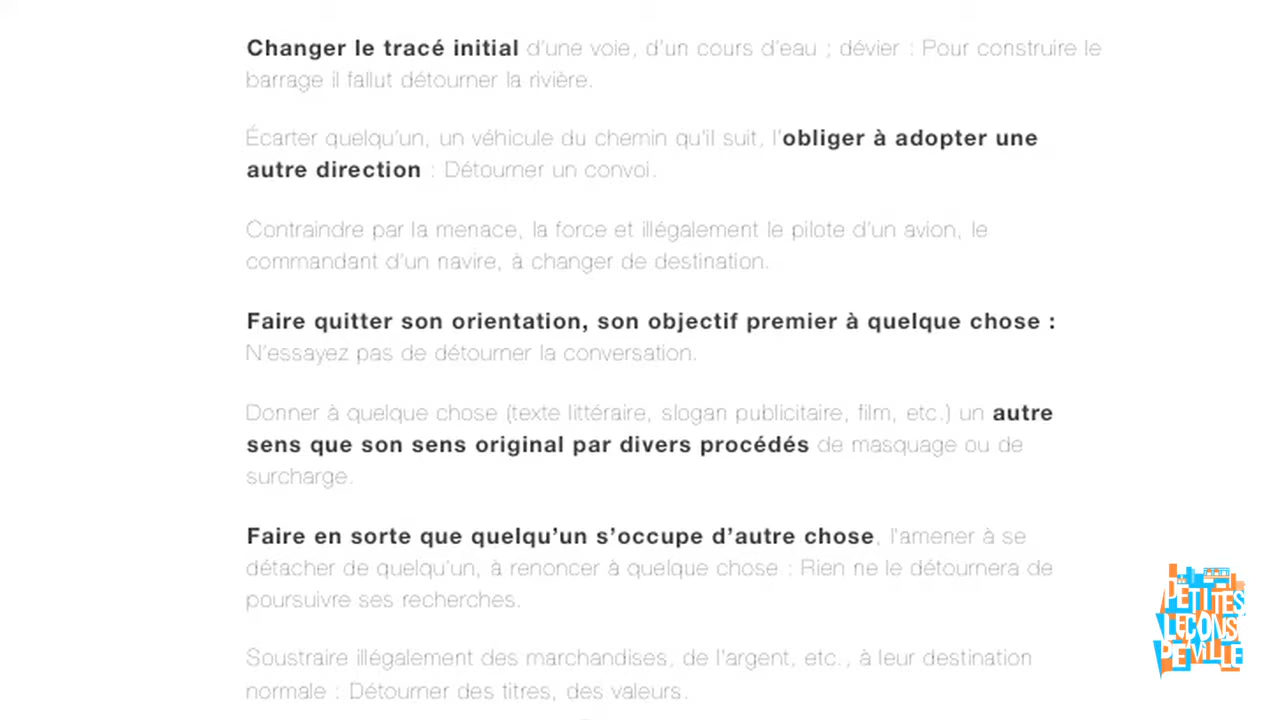 Changer le tracé initial d'une voie, d'un cours d'eau ; dévier : Pour construire le
barrage il fallut détourner la rivière.
Écarter quelqu'un, un véhicule du chemin qu'il suit, l'obliger à adopter une
autre direction : Détourner un convoi.
Contraindre par la menace, la force et illégalement le pilote d'un avion, le
commandant d'un navire, à changer de destination.
Faire quitter son orientation, son objectif premier à quelque chose :
N'essayez pas de détourner la conversation.
Donner à quelque chose (texte littéraire, slogan publicitaire, film, etc.) un autre
sens que son sens original par divers procédés de masquage ou de
surcharge.
Faire en sorte que quelqu'un s'occupe d'autre chose, l'amener à se
détacher de quelqu'un, à renoncer à quelque chose : Rien ne le détournera de
poursuivre ses recherches.
Soustraire illégalement des marchandises, de l'argent, etc., à leur destination
normale : Détourner des titres, des valeurs.
PETITES
LEÇONS
DE VILLE